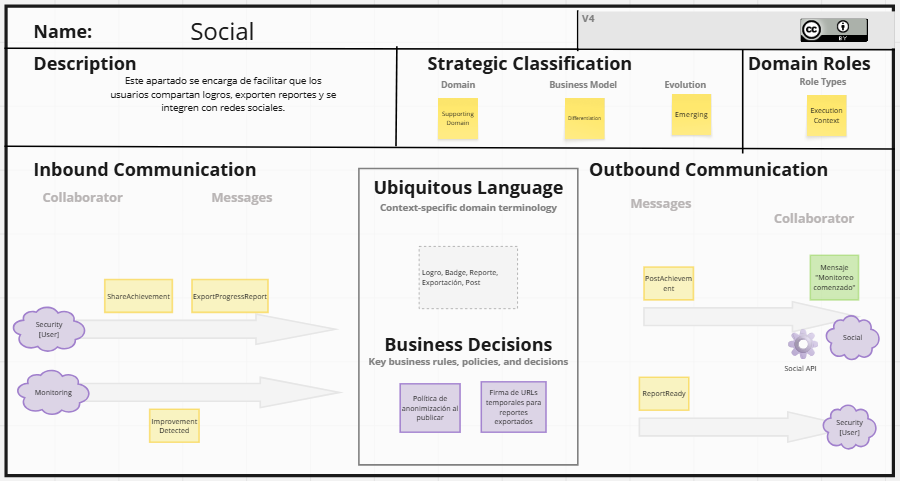 Name:
Social
V4
CC
BY
Description
Este apartado se encarga de facilitar que los
usuarios compartan logros, exporten reportes y se
integren con redes sociales.
Strategic Classification
Domain
Business Model
Evolution
Supporting
Domain
Differentiation
Emerging
Domain Roles
Role Types
Execution
Context
Inbound Communication
Collaborator
Messages
ShareAchievement
ExportProgressReport
Security
[User]
Monitoring
Improvement
Detected
Ubiquitous Language
Context-specific domain terminology
Logro, Badge, Reporte,
Exportación, Post
Business Decisions
Key business rules, policies, and decisions
Política de
anonimización al
publicar
Firma de URLs
temporales para
reportes
exportados
Outbound Communication
Messages
Collaborator
PostAchievem
ent
Mensaje
"Monitoreo
comenzado"
Social
Social API
ReportReady
Security
[User]